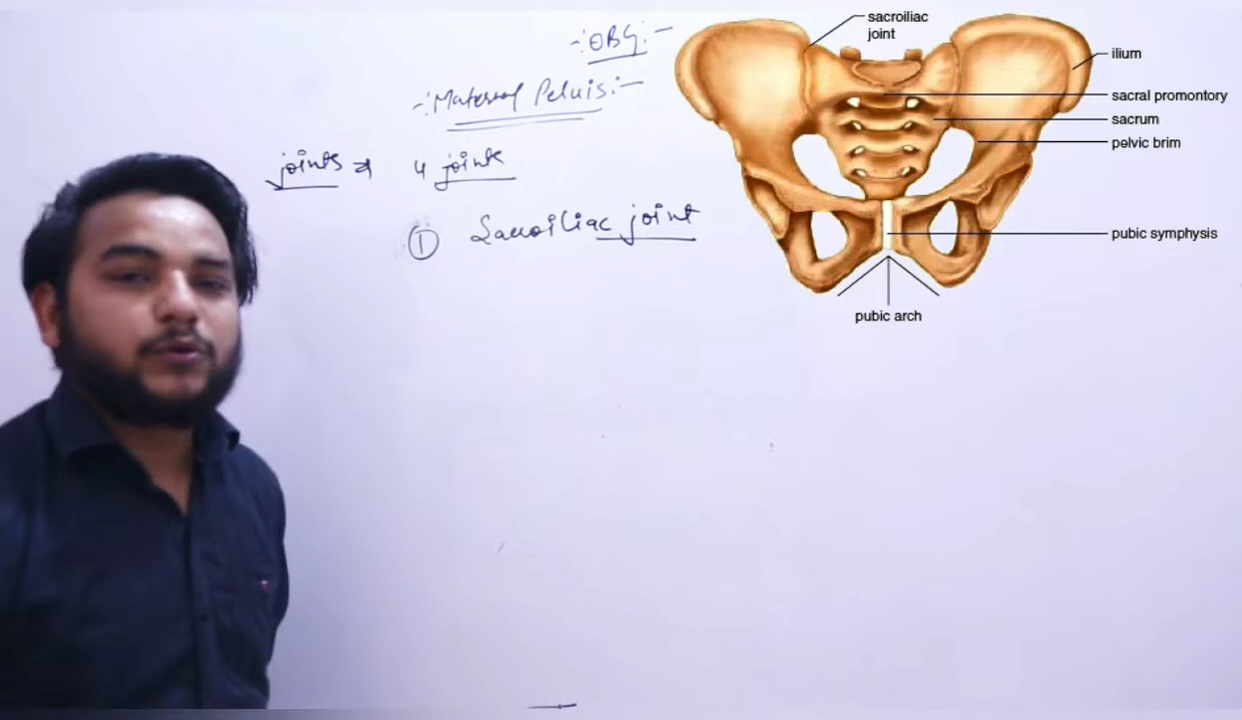 -: OBG :-
-: Maternal Pelvis :-
joints → 4 joints
① Sacroiliac joint
sacroiliac
joint
ilium
sacral promontory
sacrum
pelvic brim
pubic symphysis
pubic arch